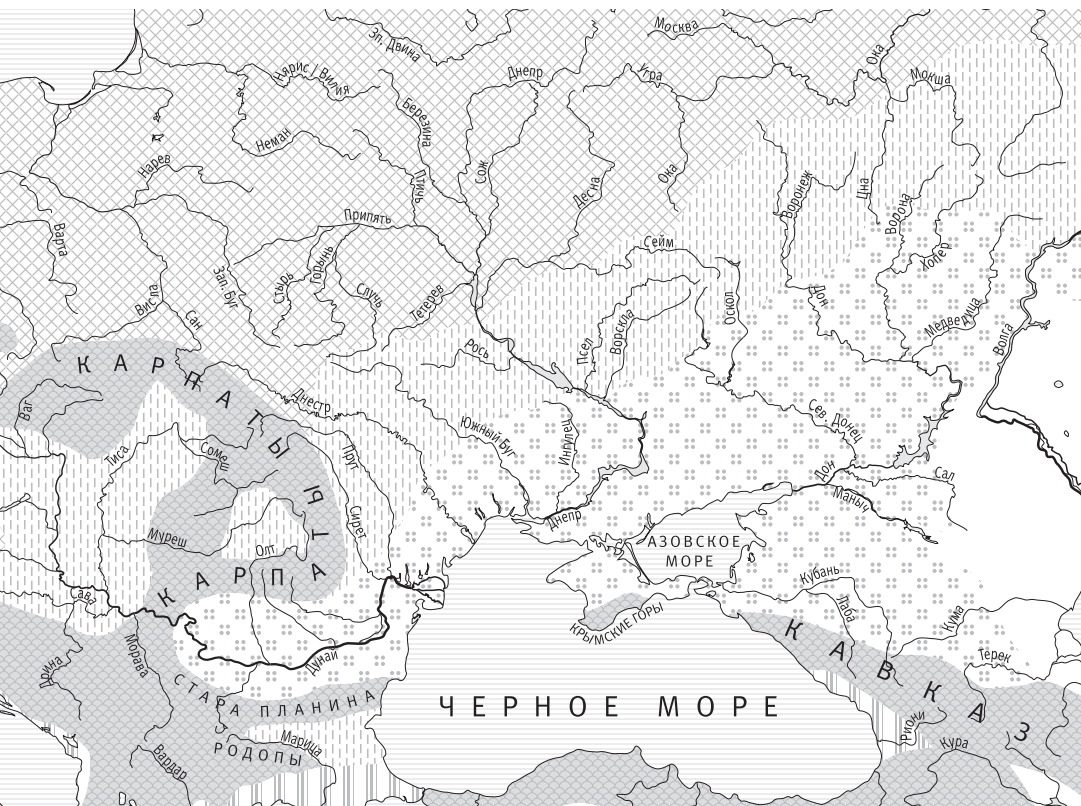 Зп. Двина
Москва
Ока
Мокша
Нярис | Вилия
Днепр
Угра
Березина
Неман
Нарев
Сож
Ока
Птичь
Десна
Воронеж
Цна
Ворона
Припять
Варта
Сейм
Хопер
Зап. Буг
Стырь
Горынь
Случь
Тетерев
Висла
Сан
Оскол
Дон
Медведица
Волга
Псел
Ворскла
Рось
КАРПАТЫ
Днестр
Ваг
Южный Буг
Ингулец
Сев. Донец
Тиса
Сомеш
Прут
Дон
Сал
Маныч
Сирет
Днепр
Муреш
Олт
АЗОВСКОЕ
МОРЕ
КАРПАТЫ
Кубань
Лаба
Кума
Сава
КРЫМСКИЕ ГОРЫ
КАВКАЗ
Дрина
Морава
Дунай
Терек
СТАРА ПЛАНИНА
ЧЕРНОЕ МОРЕ
Марица
РОДОПЫ
Вардар
Риони
Кура